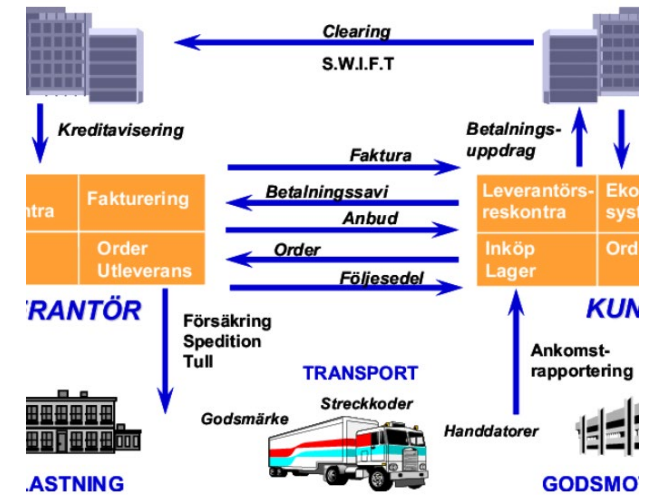 Clearing
S.W.I.F.T
Kreditavisering
Betalnings-
uppdrag
Faktura
Betalningssavi
Anbud
Order
Följesedel
ntra
Fakturering
Order
Utleverans
Leverantörs-
reskontra
Eko
syst
Inköp
Lager
Ord
RANTÖR
KUN
Försäkring
Spedition
Tull
Ankomst-
rapportering
TRANSPORT
Streckkoder
Godsmärke
Handdatorer
LASTNING
GODSMO